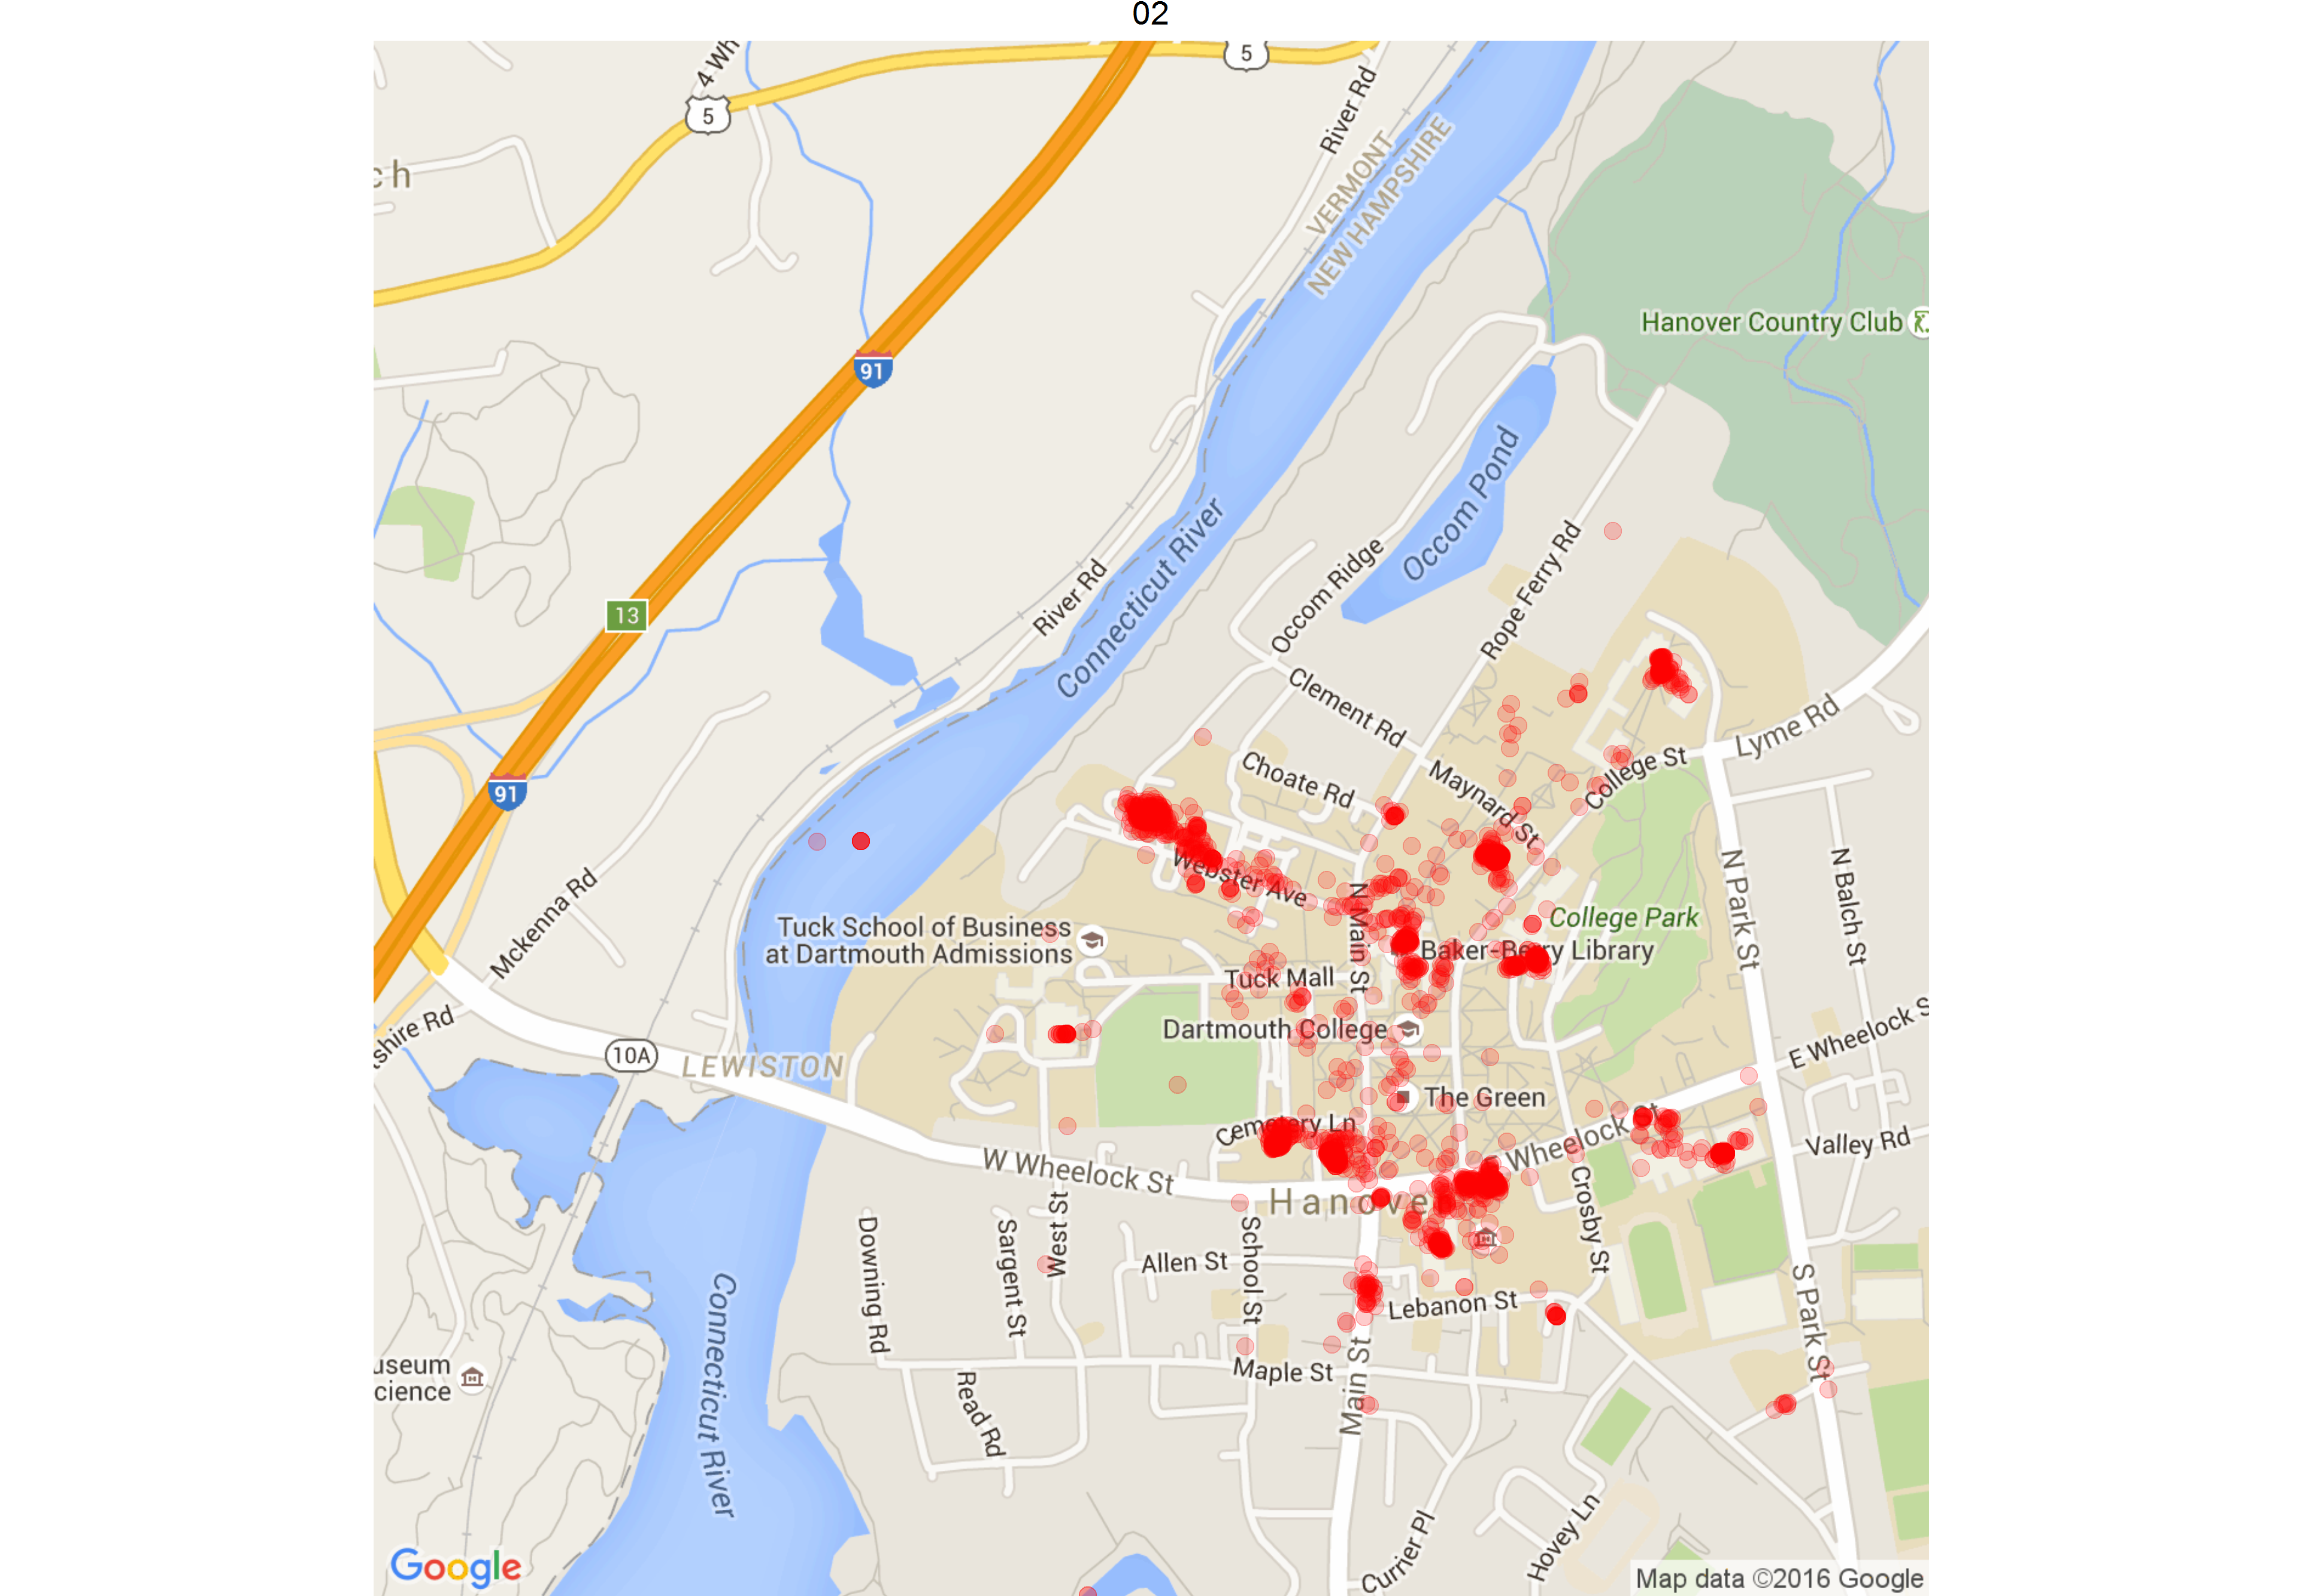 02
4 Wh
5
5
River Rd
VERMONT
NEW HAMPSHIRE
ch
Hanover Country Club
91
Occom Pond
Connecticut River
13
River Rd
Occom Ridge
Rope Ferry Rd
Clement Rd
Lyme Rd
College St
Choate Rd
Maynard St
91
Webster Ave
N Main St
N Park St
N Balch St
Mckenna Rd
College Park
Tuck School of Business
at Dartmouth Admissions
Baker-Berry Library
Tuck Mall
shire Rd
Dartmouth College
E Wheelock S
10A
LEWISTON
The Green
Cemetery Ln
E Wheelock St
Valley Rd
W Wheelock St
Hanove
Crosby St
Downing Rd
Sargent St
West St
School St
Allen St
Lebanon St
S Park St
Connecticut River
useum
cience
Read Rd
Maple St
Main St
Currier Pl
Hovey Ln
Google
Map data ©2016 Google